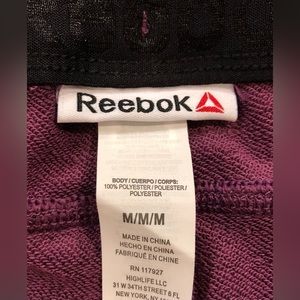 Reebok
BODY / CUERPO / CORPS:
100% POLYESTER / POLIESTER /
POLYESTER
M/M/M
MADE IN CHINA
HECHO EN CHINA
FABRIQUÉ EN CHINE
RN 117927
HIGHLIFE LLC
31 W 34TH STREET 6 FL
NEW YORK, NY